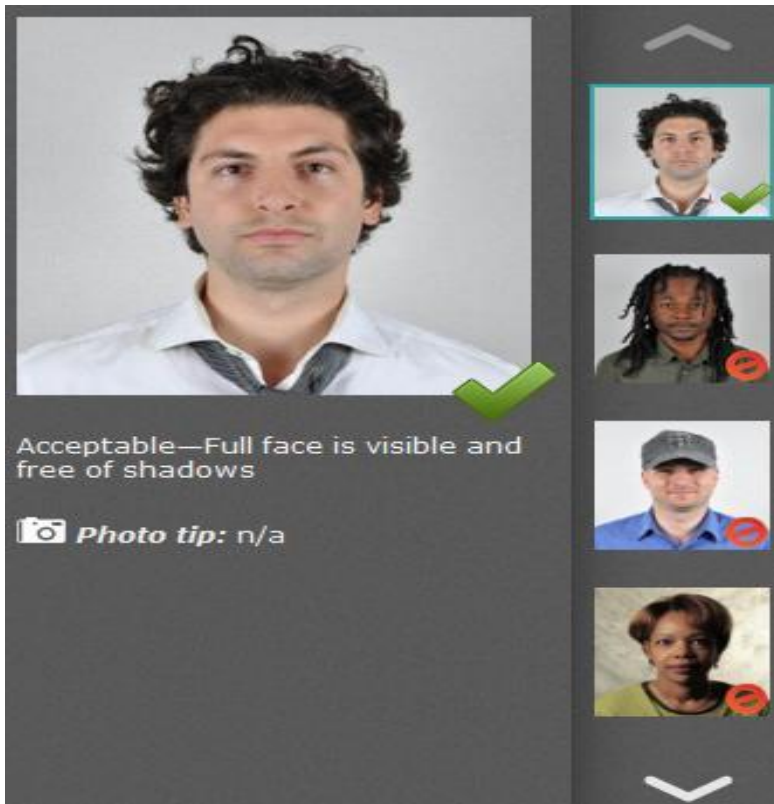 Acceptable—Full face is visible and
free of shadows
Photo tip: n/a